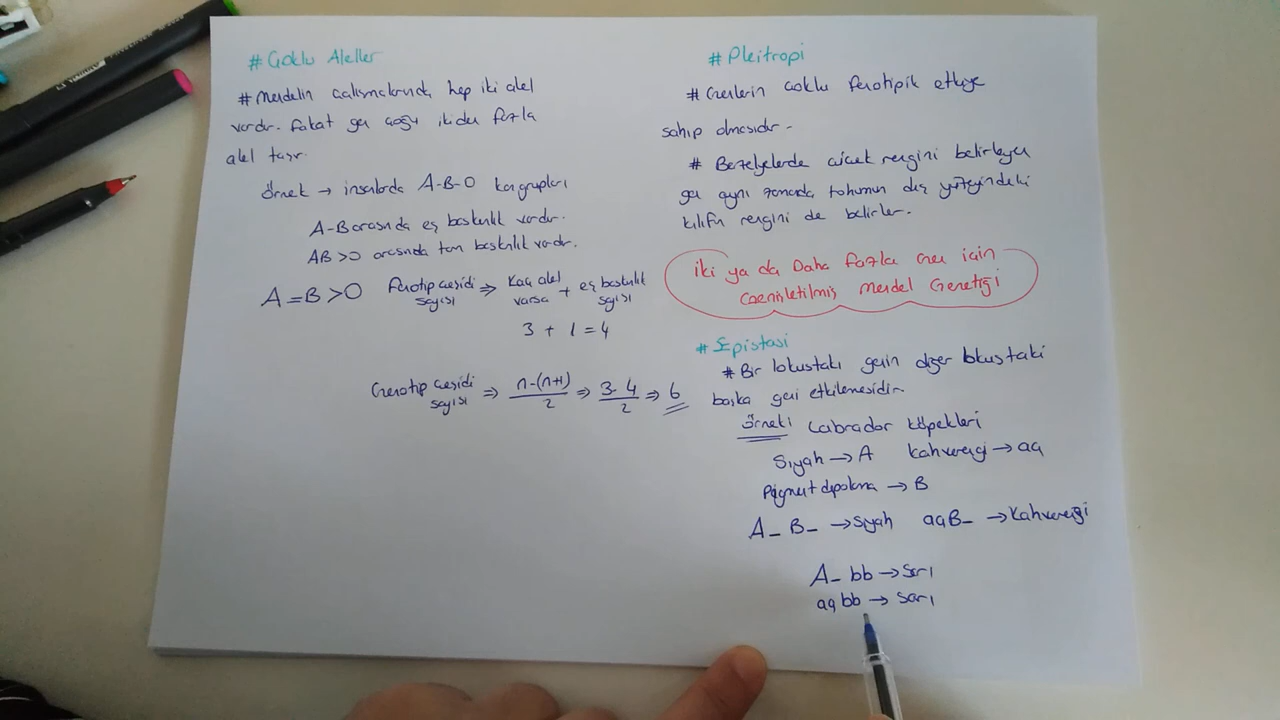 # Çoklu Aleller
# Mendelin çalışmalarında hep iki alel
vardır. Fakat gen çoğu ikiden fazla
alel taşır.
Örnek → insanlarda A-B-O kan grupları
A-B arasında eş baskınlık vardır.
AB>O arasında tam baskınlık vardır.
A=B>O Fenotip çeşidi sayısı ⇒ Kaç alel varsa + eş baskınlık sayısı
3 + 1 = 4
Genotip çeşidi sayısı ⇒ n-(n+1)/2 ⇒ 3-4/2 ⇒ 6
# Pleitropi
# Genlerin çoklu fenotipik etkiye
sahip olmasıdır.
# Bezelyelerde çiçek rengini belirleyen
gen aynı zamanda tohumun dış yüzeyindeki
kılıfın rengini de belirler.
iki ya da Daha fazla Gen için
Genişletilmiş Mendel Genetiği
# Epistasi
# Bir lokustaki genin diğer lokustaki
başka geni etkilemesidir.
Örnek: Labrador köpekleri
Siyah → A kahverengi → aa
Pigment depolama → B
A_ B_ → Siyah aaB_ → Kahverengi
A_ bb → Sarı
aa bb → Sarı